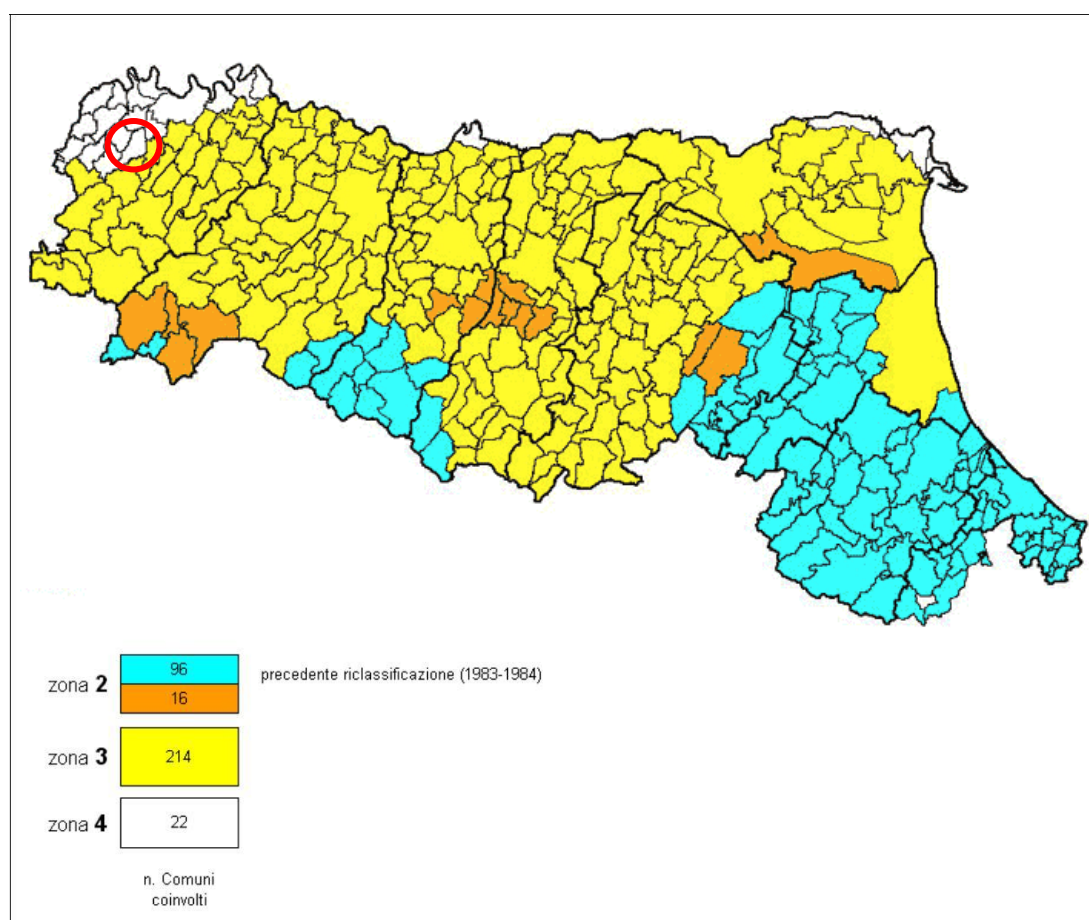 96
precedente riclassificazione (1983-1984)
zona 2
16
zona 3
214
zona 4
22
n. Comuni
coinvolti